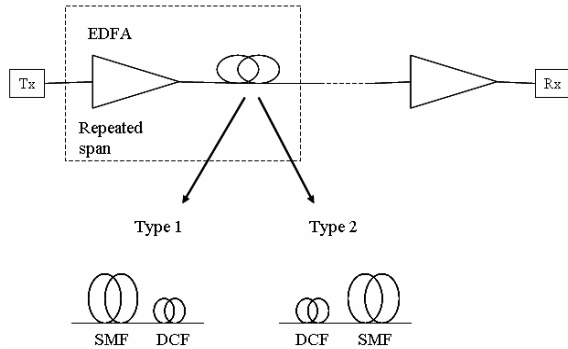 EDFA
Tx
Rx
Repeated
span
Type 1
Type 2
SMF
DCF
DCF
SMF